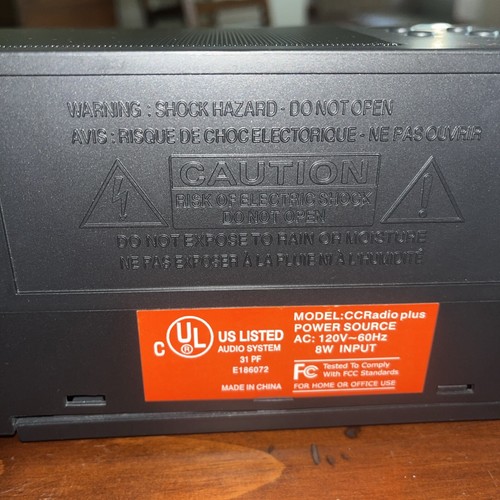 WARNING : SHOCK HAZARD - DO NOT OPEN
AVIS : RISQUE DE CHOC ELECTORIQUE - NE PAS OUVRIR
CAUTION
RISK OF ELECTRIC SHOCK
DO NOT OPEN
DO NOT EXPOSE TO RAIN OR MOISTURE
NE PAS EXPOSER À LA PLUIE NI À L'HUMIDITÉ
C UL US LISTED
AUDIO SYSTEM
31 PF
E186072
MADE IN CHINA
MODEL:CCRadio plus
POWER SOURCE
AC: 120V~60Hz
8W INPUT
FC Tested To Comply
With FCC Standards
FOR HOME OR OFFICE USE